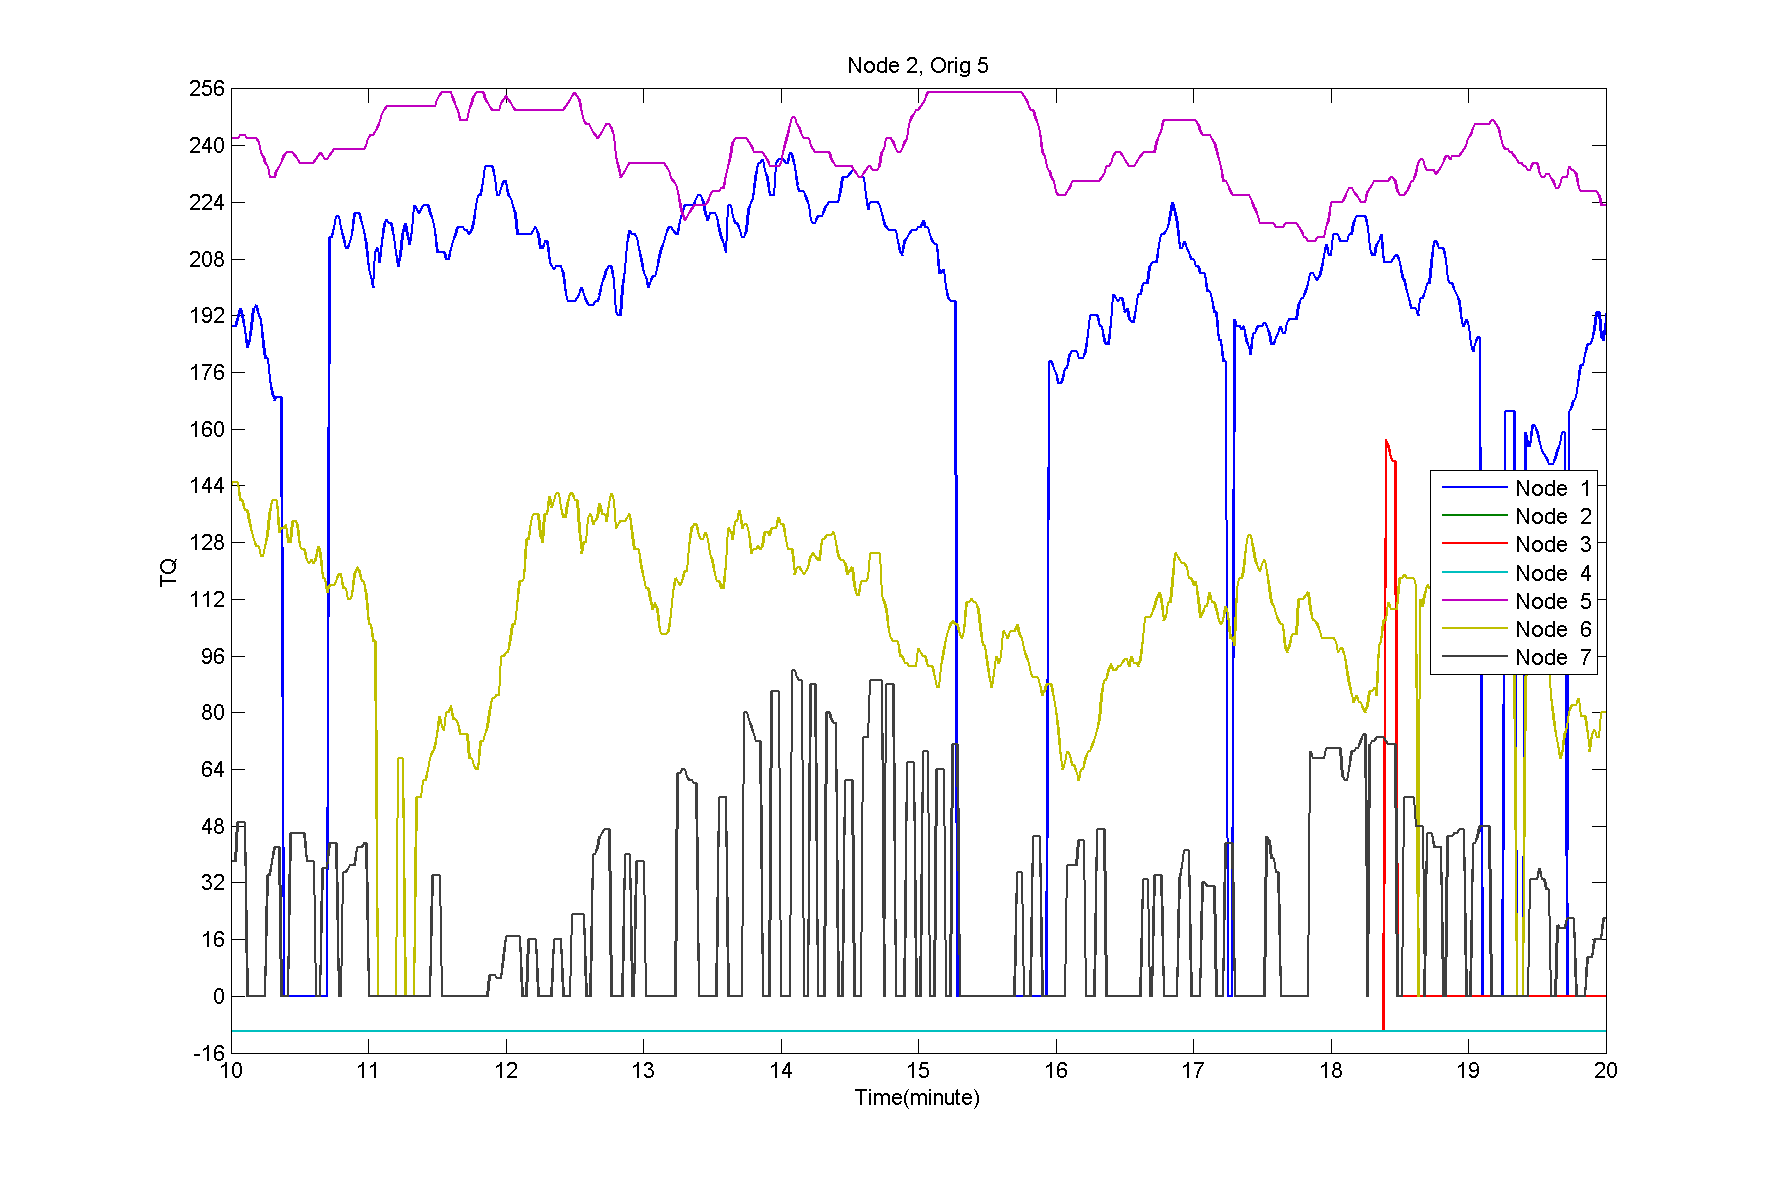 Node 2, Orig 5
256
240
224
208
192
176
160
144
128
112
96
80
64
48
32
16
0
-16
TQ
Node 1
Node 2
Node 3
Node 4
Node 5
Node 6
Node 7
10 11 12 13 14 15 16 17 18 19 20
Time(minute)